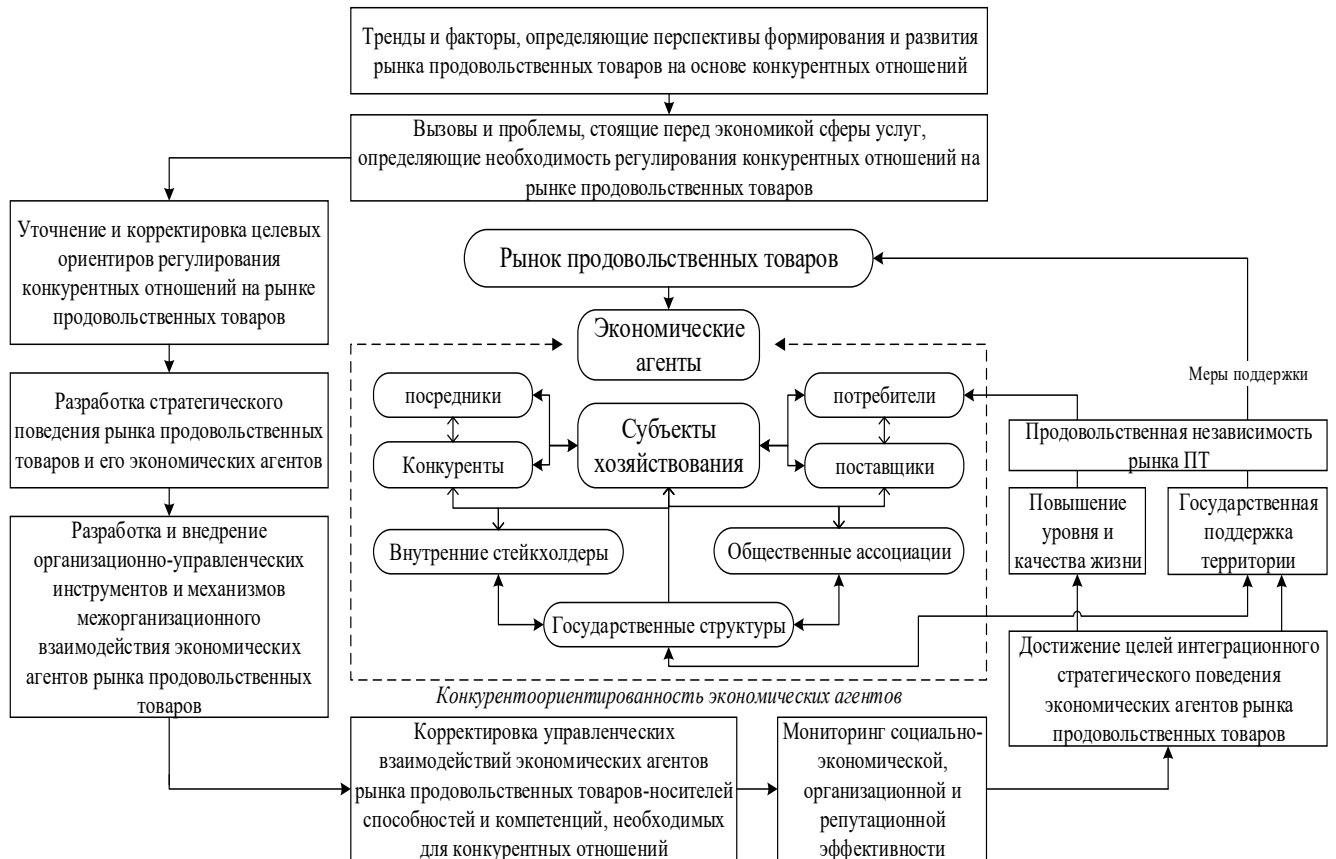 Тренды и факторы, определяющие перспективы формирования и развития
рынка продовольственных товаров на основе конкурентных отношений
Вызовы и проблемы, стоящие перед экономикой сферы услуг,
определяющие необходимость регулирования конкурентных отношений на
рынке продовольственных товаров
Уточнение и корректировка целевых
ориентиров регулирования
конкурентных отношений на рынке
продовольственных товаров
Разработка стратегического
поведения рынка продовольственных
товаров и его экономических агентов
Разработка и внедрение
организационно-управленческих
инструментов и механизмов
межорганизационного
взаимодействия экономических
агентов рынка продовольственных
товаров
Рынок продовольственных товаров
Экономические
агенты
посредники
Конкуренты
Субъекты
хозяйствования
потребители
поставщики
Внутренние стейкхолдеры
Общественные ассоциации
Государственные структуры
Конкурентоориентированность экономических агентов
Меры поддержки
Продовольственная независимость
рынка ПТ
Повышение
уровня и
качества жизни
Государственная
поддержка
территории
Достижение целей интеграционного
стратегического поведения
экономических агентов рынка
продовольственных товаров
Корректировка управленческих
взаимодействий экономических агентов
рынка продовольственных товаров-носителей
способностей и компетенций, необходимых
для конкурентных отношений
Мониторинг социально-
экономической,
организационной и
репутационной
эффективности